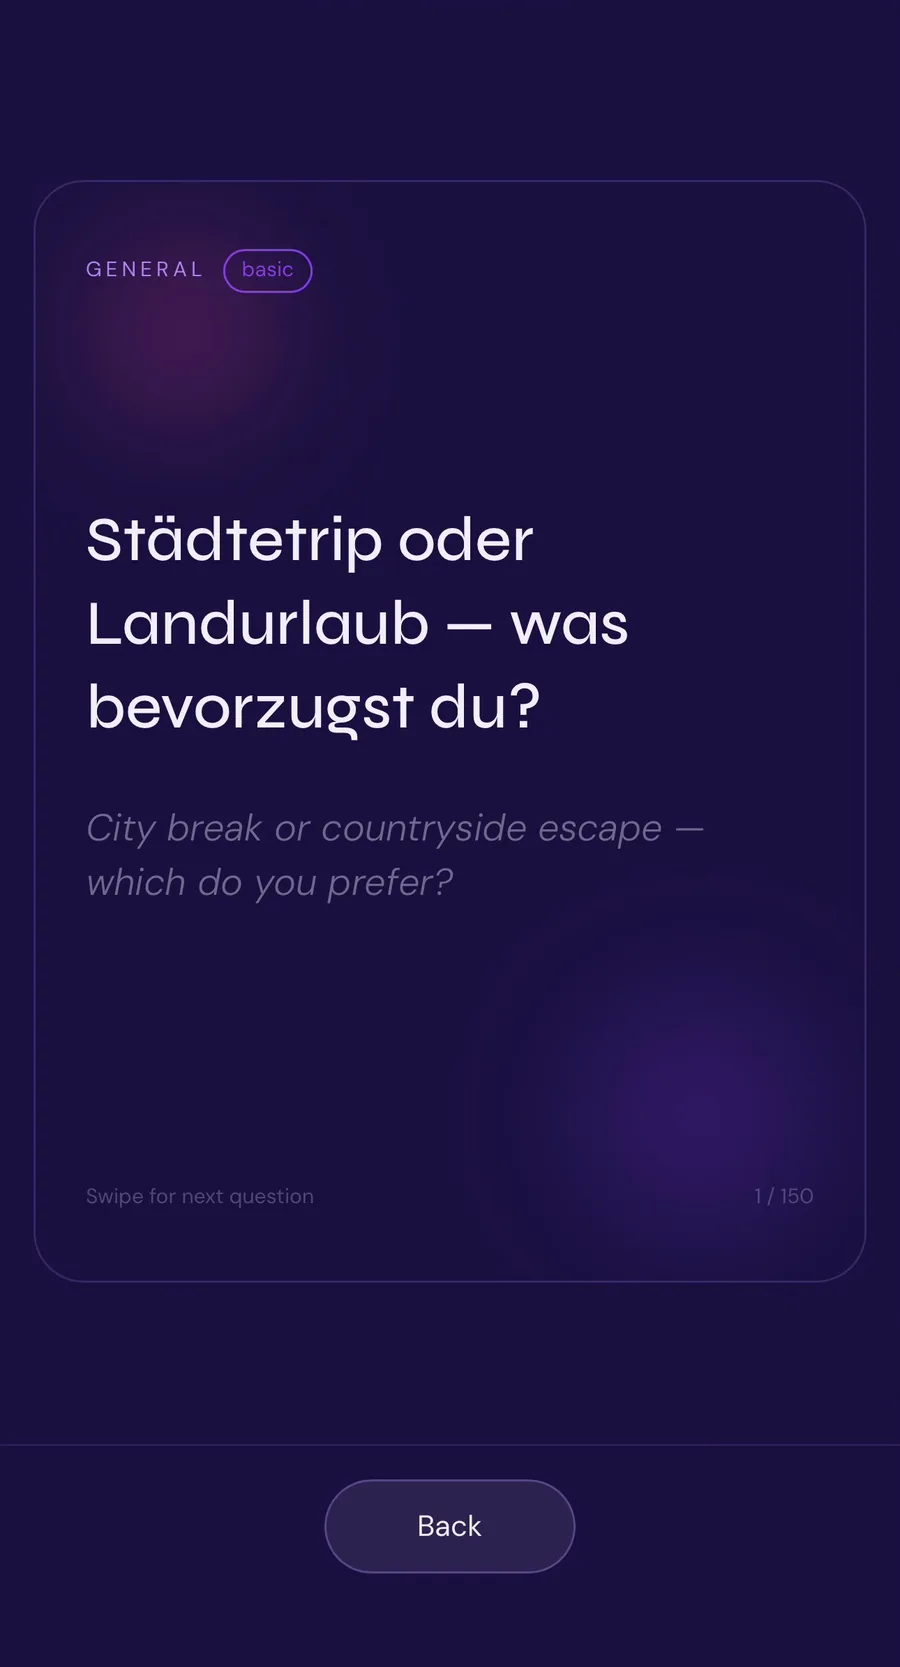 GENERAL basic
Städtetrip oder
Landurlaub — was
bevorzugst du?
City break or countryside escape —
which do you prefer?
Swipe for next question 1 / 150
Back